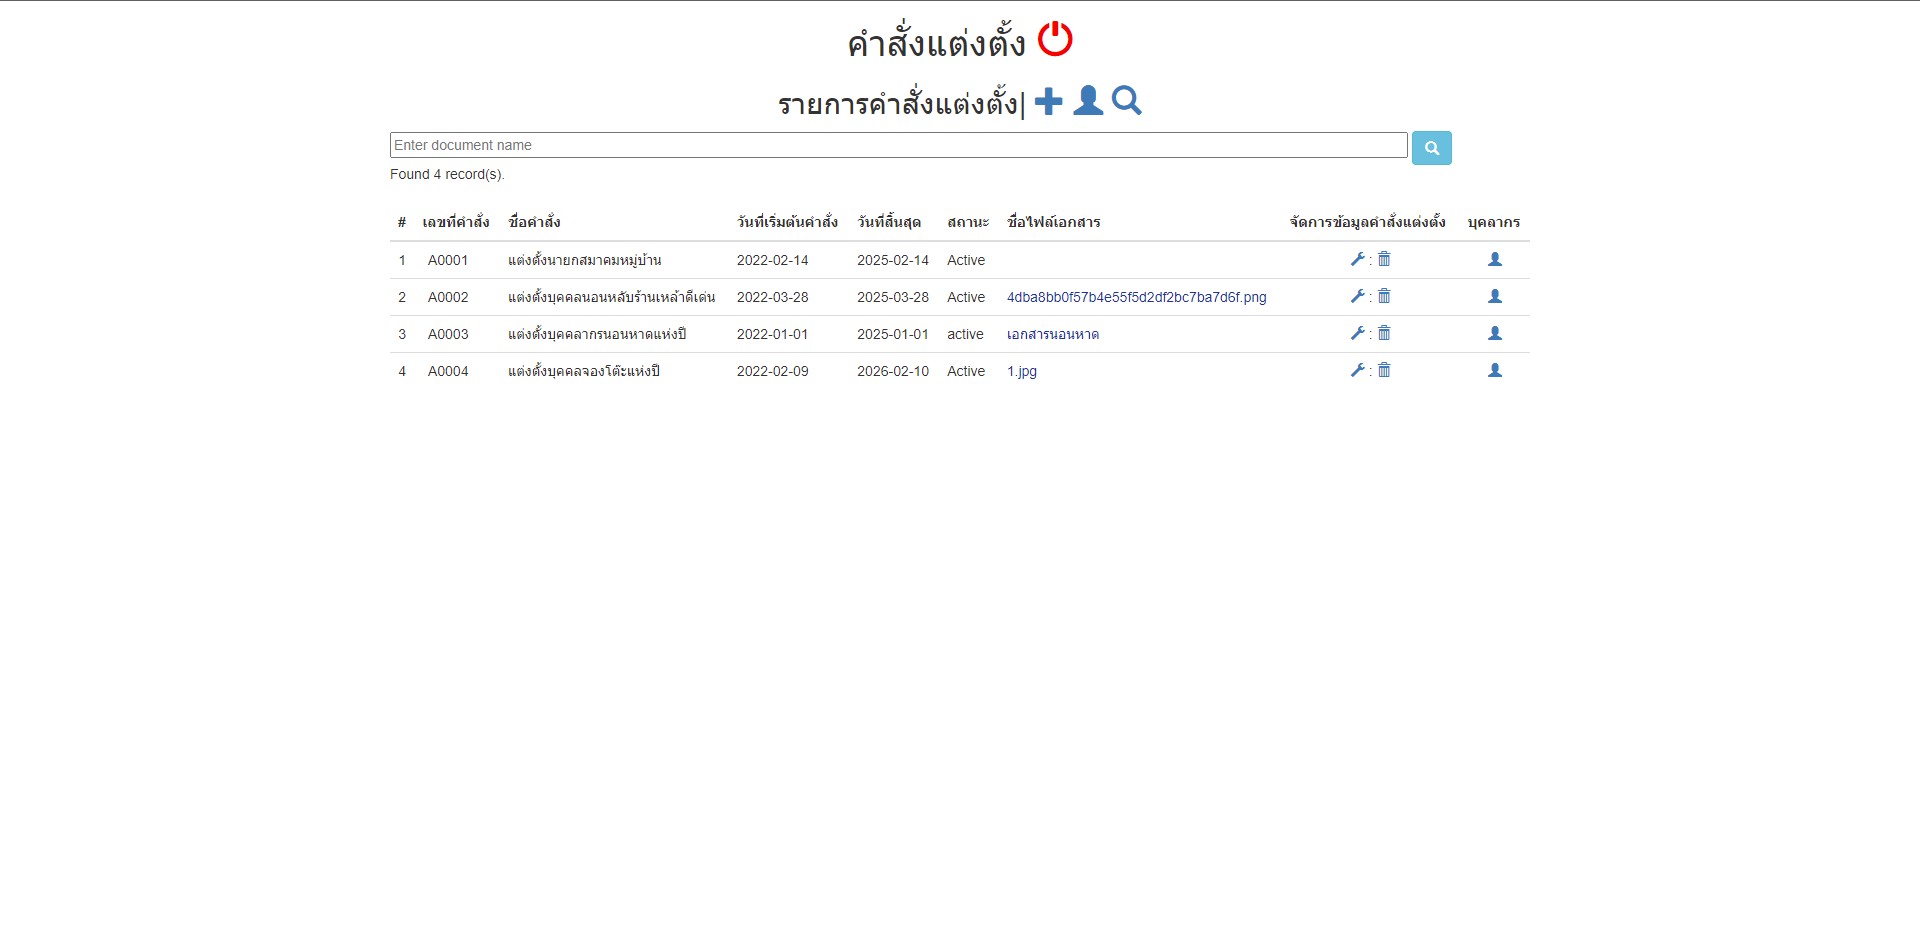 คำสั่งแต่งตั้ง
รายการคำสั่งแต่งตั้ง|
Enter document name
Found 4 record(s).
# เลขที่คำสั่ง ชื่อคำสั่ง วันที่เริ่มต้นคำสั่ง วันที่สิ้นสุด สถานะ ชื่อไฟล์เอกสาร จัดการข้อมูลคำสั่งแต่งตั้ง บุคลากร
1 A0001 แต่งตั้งนายกสมาคมหมู่บ้าน 2022-02-14 2025-02-14 Active :
2 A0002 แต่งตั้งบุคคลนอนหลับร้านเหล้าดีเด่น 2022-03-28 2025-03-28 Active 4dba8bb0f57b4e55f5d2df2bc7ba7d6f.png :
3 A0003 แต่งตั้งบุคลากรนอนหาดแห่งปี 2022-01-01 2025-01-01 active เอกสารนอนหาด :
4 A0004 แต่งตั้งบุคคลจองโต๊ะแห่งปี 2022-02-09 2026-02-10 Active 1.jpg :